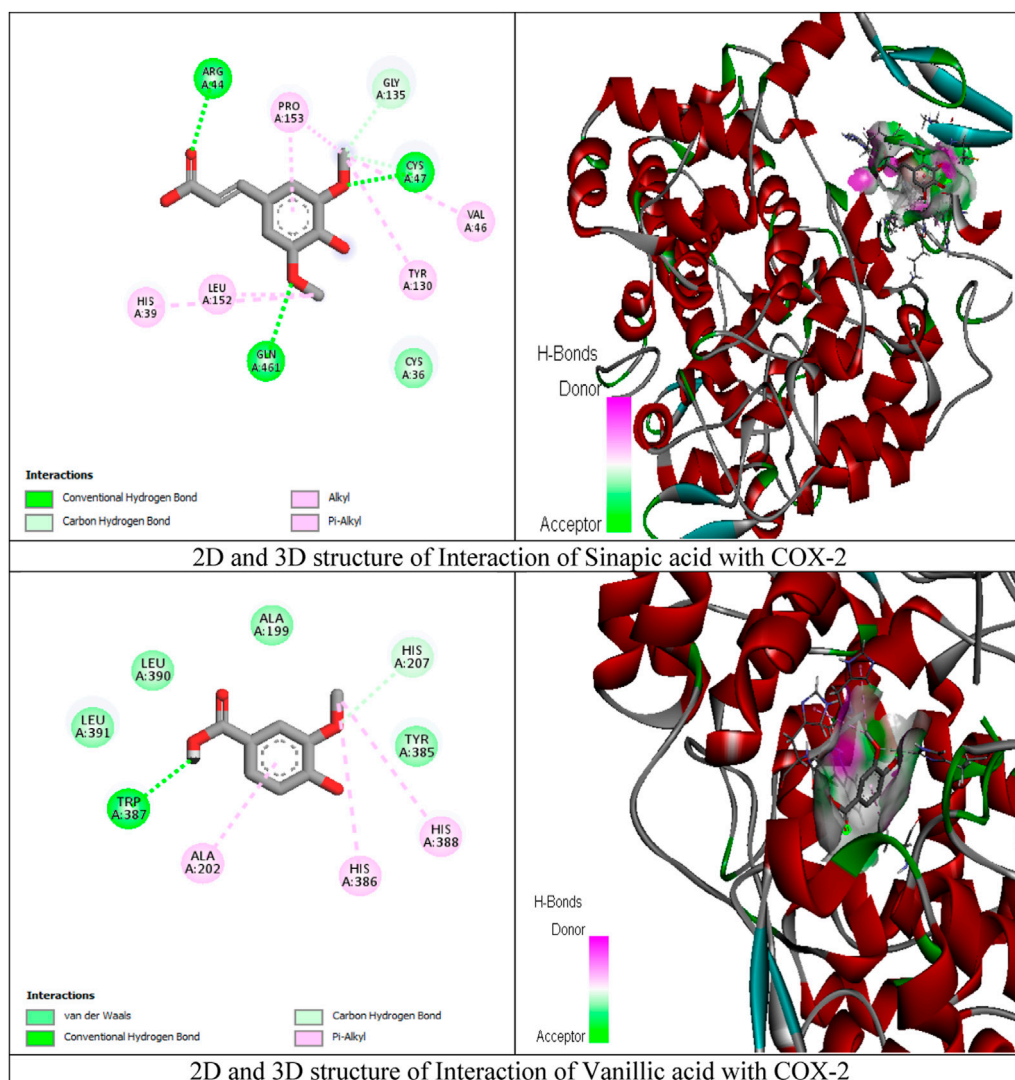 ARG
A:44
GLY
A:135
PRO
A:153
CYS
A:47
VAL
A:46
TYR
A:130
LEU
A:152
HIS
A:39
GLN
A:461
CYS
A:36
Interactions
Conventional Hydrogen Bond
Carbon Hydrogen Bond
Alkyl
Pi-Alkyl
H-Bonds
Donor
Acceptor
2D and 3D structure of Interaction of Sinapic acid with COX-2
ALA
A:199
HIS
A:207
LEU
A:390
LEU
A:391
TYR
A:385
TRP
A:387
ALA
A:202
HIS
A:386
HIS
A:388
Interactions
van der Waals
Conventional Hydrogen Bond
Carbon Hydrogen Bond
Pi-Alkyl
H-Bonds
Donor
Acceptor
2D and 3D structure of Interaction of Vanillic acid with COX-2